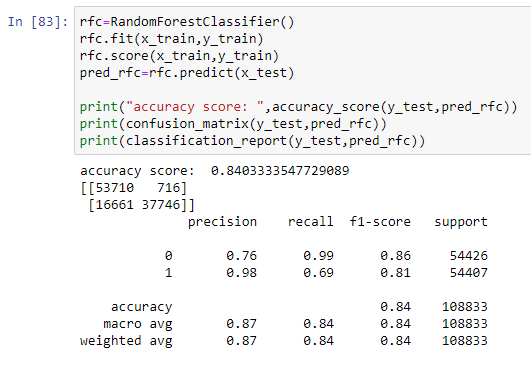 In [83]: rfc=RandomForestClassifier()
rfc.fit(x_train,y_train)
rfc.score(x_train,y_train)
pred_rfc=rfc.predict(x_test)
print("accuracy score: ",accuracy_score(y_test,pred_rfc))
print(confusion_matrix(y_test,pred_rfc))
print(classification_report(y_test,pred_rfc))
accuracy score:  0.8403333547729089
[[53710   716]
 [16661 37746]]
              precision    recall  f1-score   support
           0       0.76      0.99      0.86     54426
           1       0.98      0.69      0.81     54407
    accuracy                           0.84    108833
   macro avg       0.87      0.84      0.84    108833
weighted avg       0.87      0.84      0.84    108833